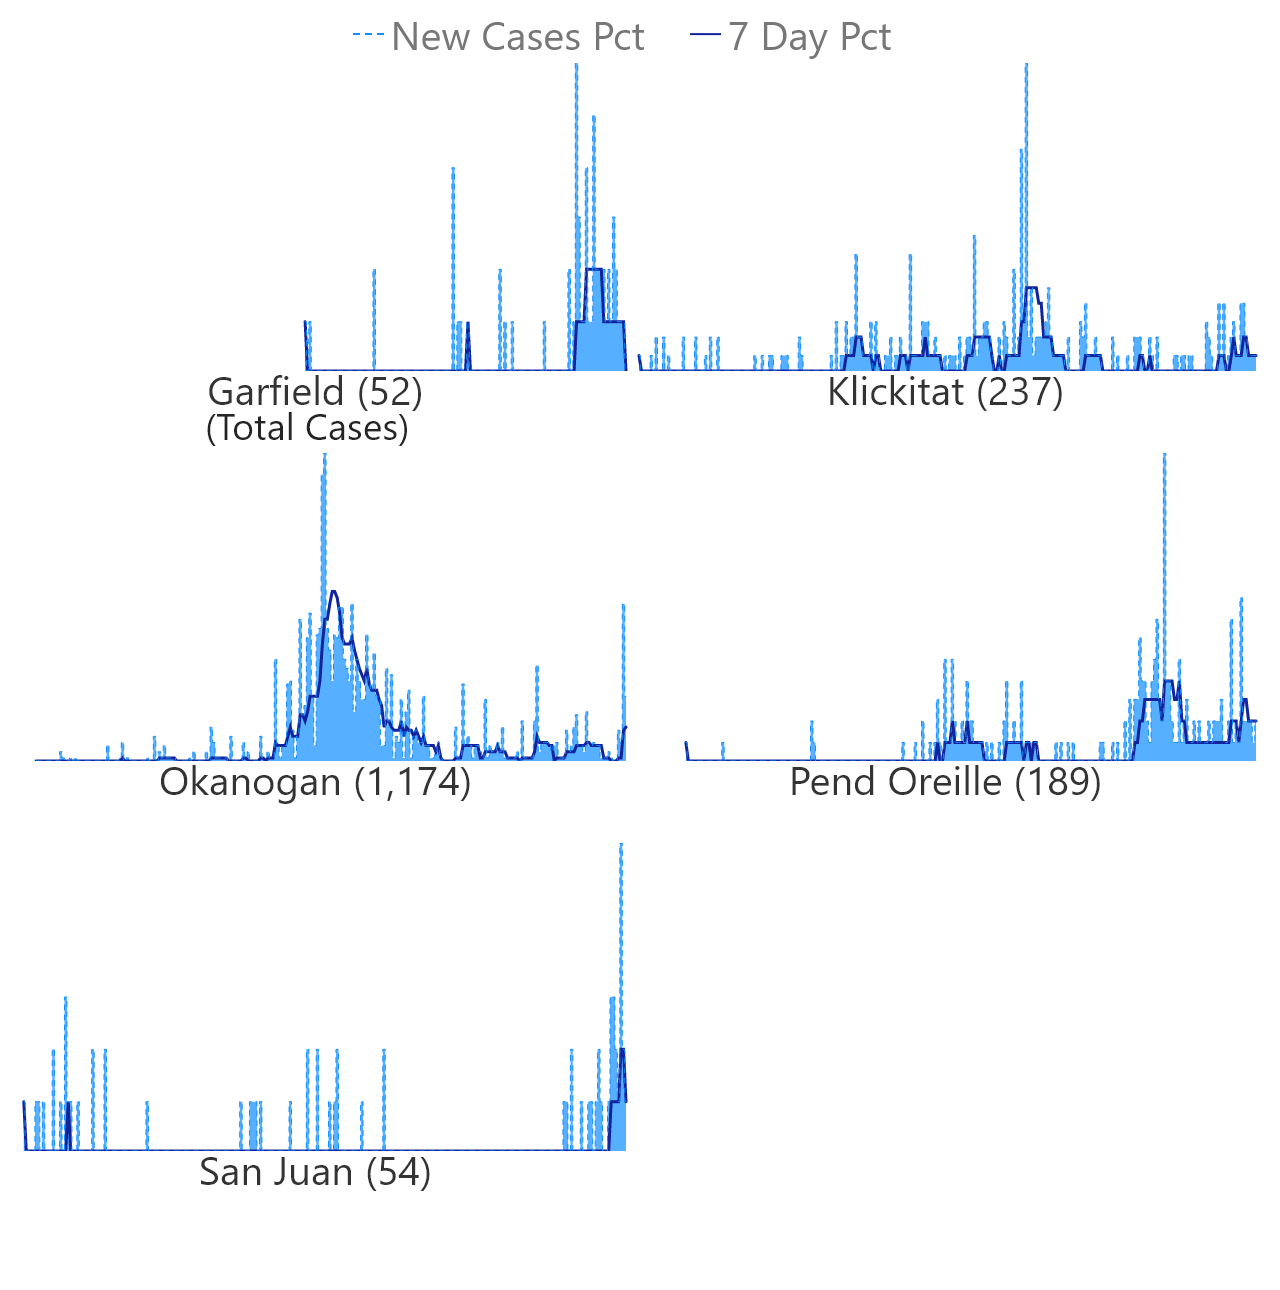 New Cases Pct 7 Day Pct
Garfield (52) Klickitat (237)
(Total Cases)
Okanogan (1,174) Pend Oreille (189)
San Juan (54)